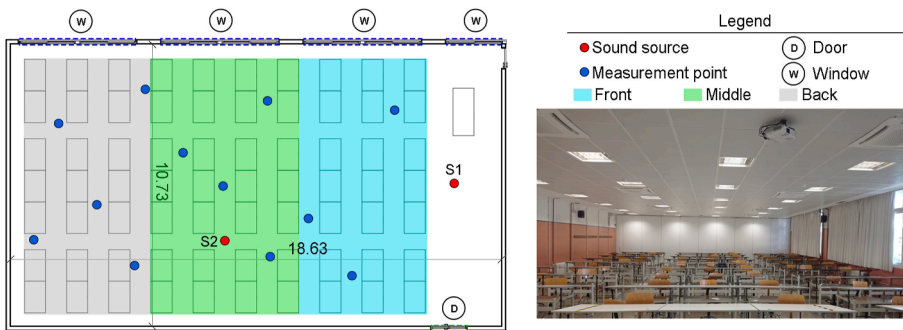 W W W W
S1
10.73
S2
18.63
D
Legend
Sound source
D Door
Measurement point
W Window
Front Middle Back